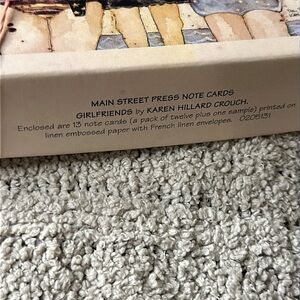 MAIN STREET PRESS NOTE CARDS
GIRLFRIENDS by KAREN HILLARD CROUCH.
Enclosed are 13 note cards (a pack of twelve plus one sample) printed on
linen embossed paper with French linen envelopes. 0205131